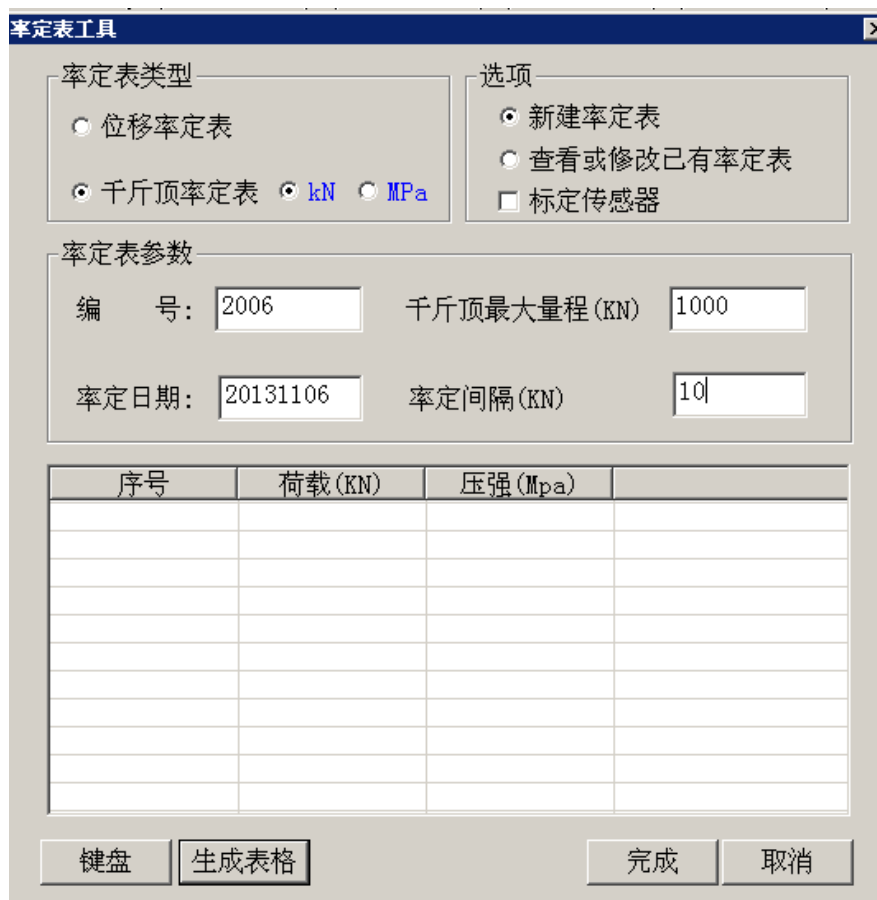 率定表工具
率定表类型
选项
位移率定表
新建率定表
查看或修改已有率定表
千斤顶率定表 kN MPa
标定传感器
率定表参数
编 号: 2006 千斤顶最大量程(KN) 1000
率定日期: 20131106 率定间隔(KN) 10
序号 荷载(KN) 压强(Mpa)
键盘 生成表格 完成 取消